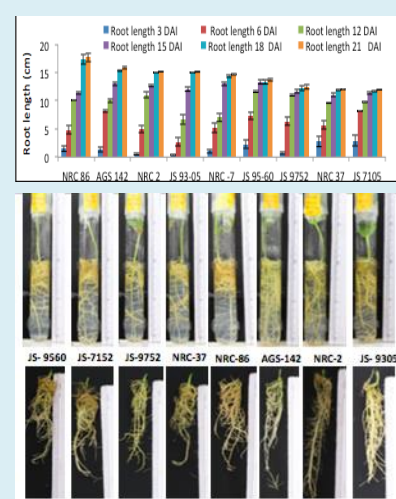 Root length 3 DAI Root length 6 DAI Root length 12 DAI
Root length 15 DAI Root length 18 DAI Root length 21 DAI
Root length (cm)
20
15
10
5
0
NRC 86 AGS 142 NRC 2 JS 93-05 NRC -7 JS 95-60 JS 9752 NRC 37 JS 7105
JS- 9560 JS-7152 JS-9752 NRC-37 NRC-86 AGS-142 NRC-2 JS- 9305